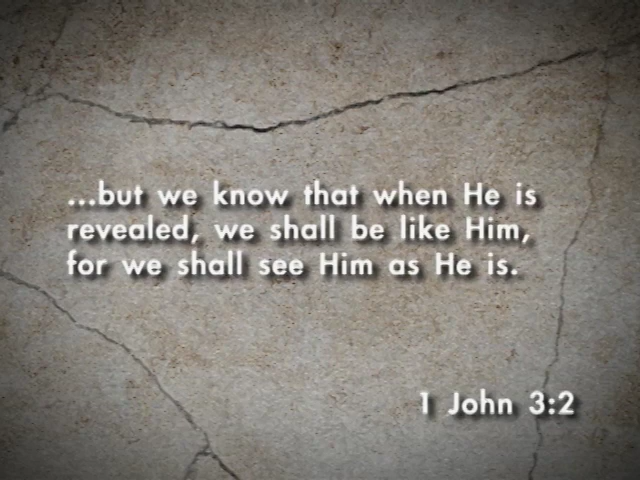 ...but we know that when He is
revealed, we shall be like Him,
for we shall see Him as He is.
1 John 3:2